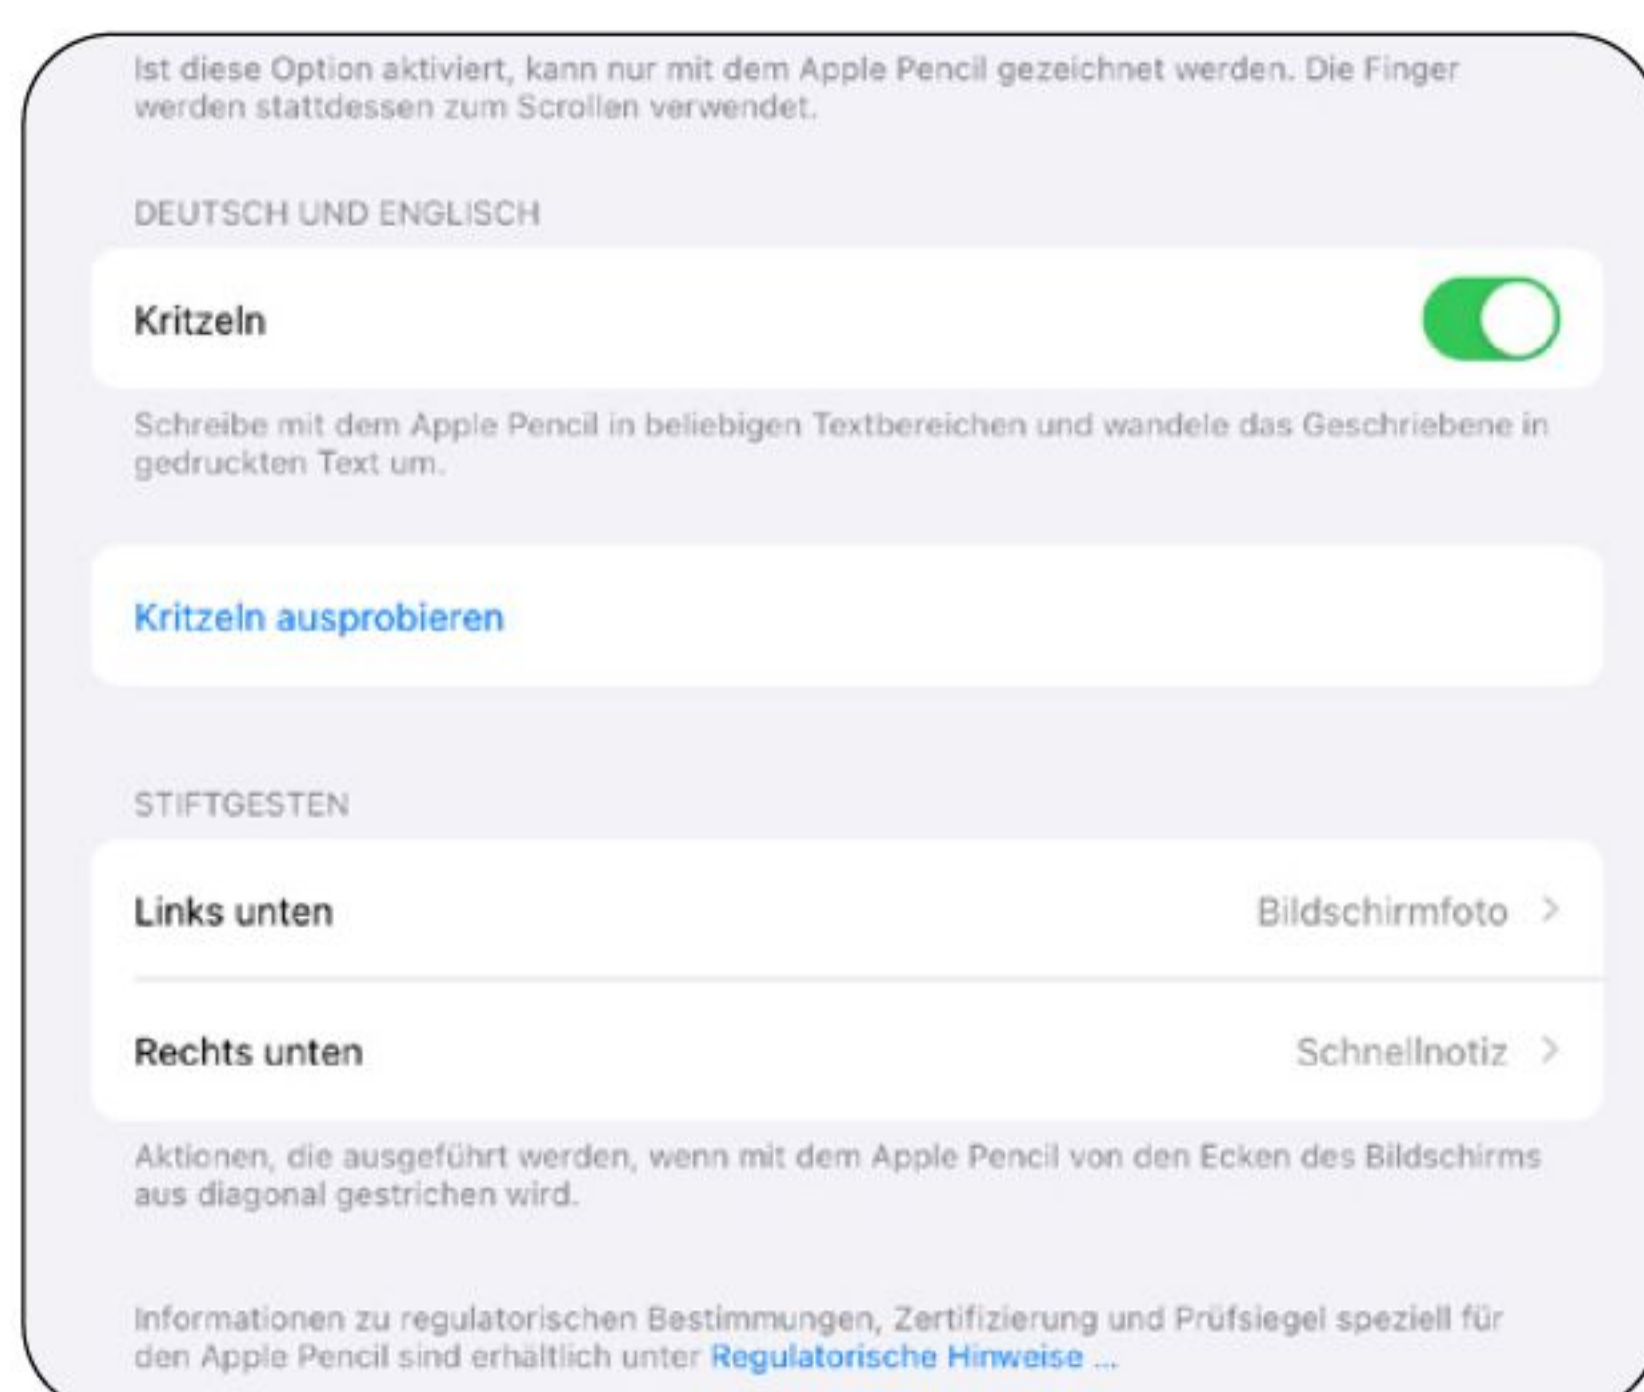 Ist diese Option aktiviert, kann nur mit dem Apple Pencil gezeichnet werden. Die Finger
werden stattdessen zum Scrollen verwendet.
DEUTSCH UND ENGLISCH
Kritzeln
Schreibe mit dem Apple Pencil in beliebigen Textbereichen und wandele das Geschriebene in
gedruckten Text um.
Kritzeln ausprobieren
STIFTGESTEN
Links unten Bildschirmfoto >
Rechts unten Schnellnotiz >
Aktionen, die ausgeführt werden, wenn mit dem Apple Pencil von den Ecken des Bildschirms
aus diagonal gestrichen wird.
Informationen zu regulatorischen Bestimmungen, Zertifizierung und Prüfsiegel speziell für
den Apple Pencil sind erhältlich unter Regulatorische Hinweise ...